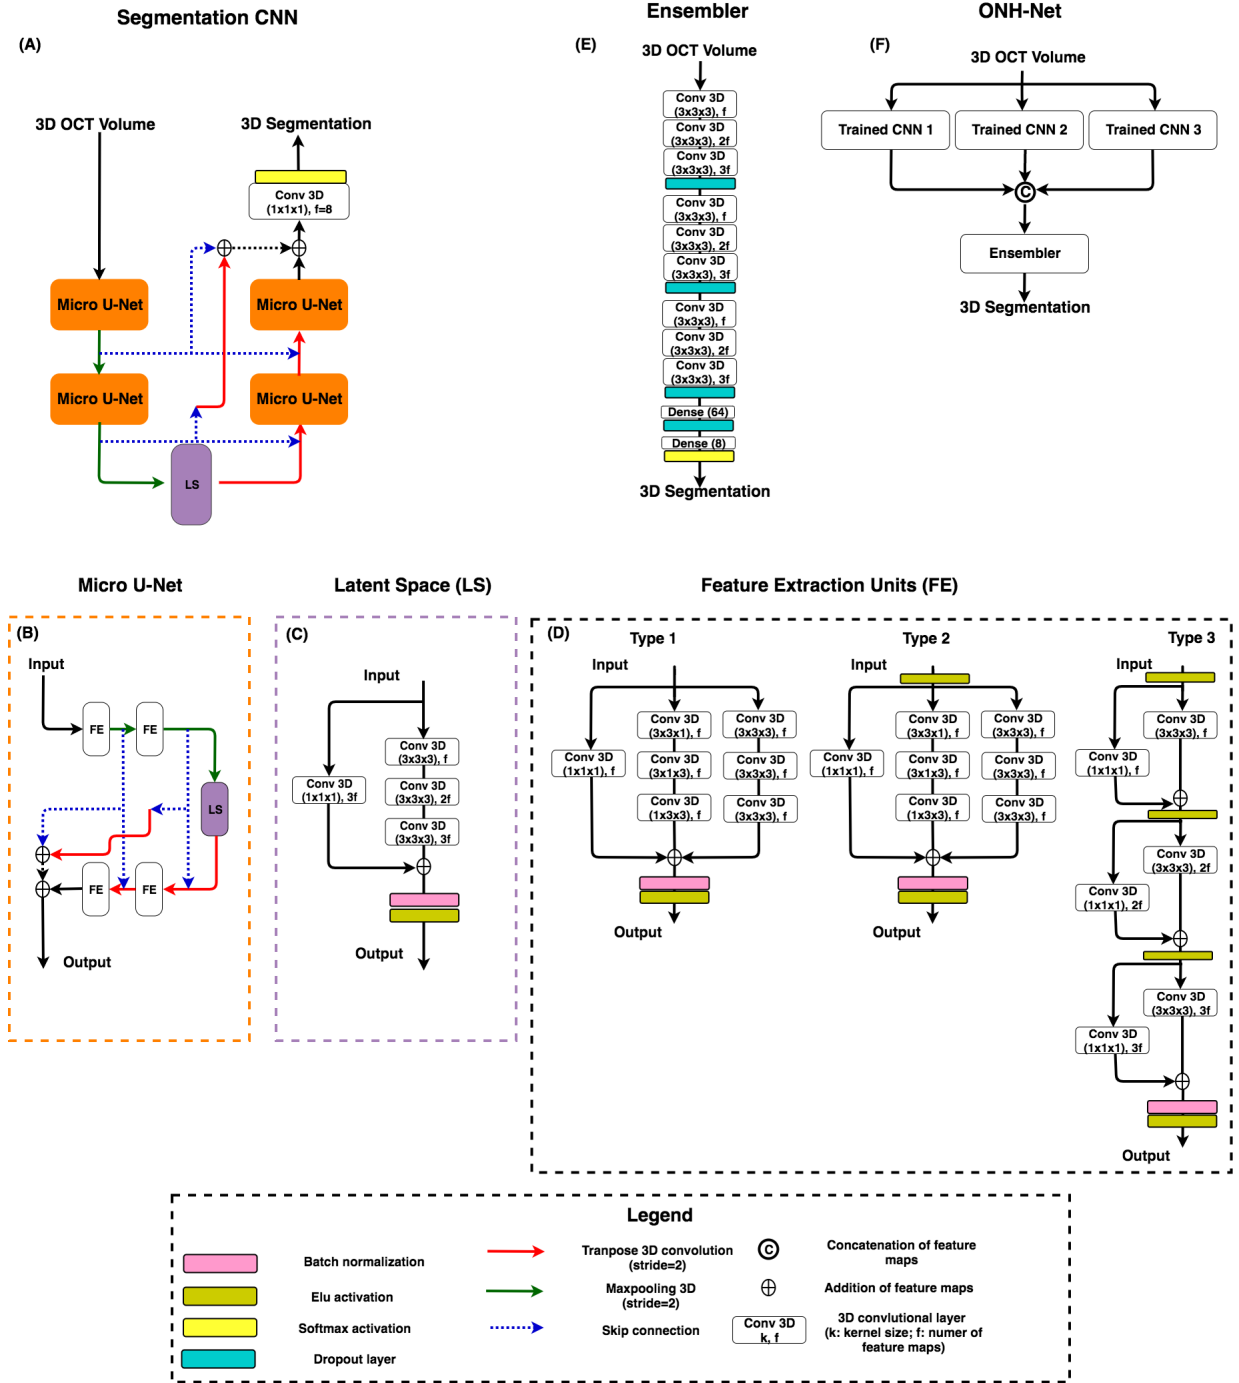 Segmentation CNN
(A)
3D OCT Volume
3D Segmentation
Conv 3D
(1x1x1), f=8
Micro U-Net
Micro U-Net
Micro U-Net
Micro U-Net
LS
Ensembler
(E)
3D OCT Volume
Conv 3D
(3x3x3), f
Conv 3D
(3x3x3), 2f
Conv 3D
(3x3x3), 3f
Conv 3D
(3x3x3), f
Conv 3D
(3x3x3), 2f
Conv 3D
(3x3x3), 3f
Conv 3D
(3x3x3), f
Conv 3D
(3x3x3), 2f
Conv 3D
(3x3x3), 3f
Dense (64)
Dense (8)
3D Segmentation
ONH-Net
(F)
3D OCT Volume
Trained CNN 1
Trained CNN 2
Trained CNN 3
C
Ensembler
3D Segmentation
Micro U-Net
(B)
Input
FE
FE
LS
FE
FE
Output
Latent Space (LS)
(C)
Input
Conv 3D
(3x3x3), f
Conv 3D
(1x1x1), 3f
Conv 3D
(3x3x3), 2f
Conv 3D
(3x3x3), 3f
Output
Feature Extraction Units (FE)
(D)
Type 1
Input
Conv 3D
(3x3x1), f
Conv 3D
(3x3x3), f
Conv 3D
(1x1x1), f
Conv 3D
(3x1x3), f
Conv 3D
(3x3x3), f
Conv 3D
(1x3x3), f
Conv 3D
(3x3x3), f
Output
Type 2
Input
Conv 3D
(3x3x1), f
Conv 3D
(3x3x3), f
Conv 3D
(1x1x1), f
Conv 3D
(3x1x3), f
Conv 3D
(3x3x3), f
Conv 3D
(1x3x3), f
Conv 3D
(3x3x3), f
Output
Type 3
Input
Conv 3D
(3x3x3), f
Conv 3D
(1x1x1), f
Conv 3D
(3x3x3), 2f
Conv 3D
(1x1x1), 2f
Conv 3D
(3x3x3), 3f
Conv 3D
(1x1x1), 3f
Output
Legend
Batch normalization
Elu activation
Softmax activation
Dropout layer
Tranpose 3D convolution
(stride=2)
Maxpooling 3D
(stride=2)
Skip connection
C
Concatenation of feature
maps
Addition of feature maps
Conv 3D
k, f
3D convlutional layer
(k: kernel size; f: numer of
feature maps)